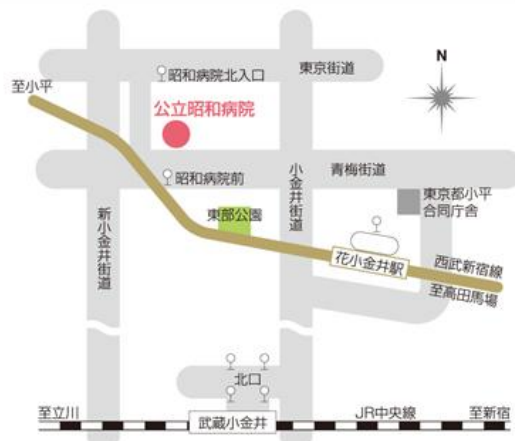 昭和病院北入口
東京街道
N
至小平
公立昭和病院
昭和病院前
青梅街道
小金井街道
新小金井街道
東部公園
東京都小平
合同庁舎
花小金井駅
西武新宿線
至高田馬場
北口
至立川
武蔵小金井
JR中央線
至新宿